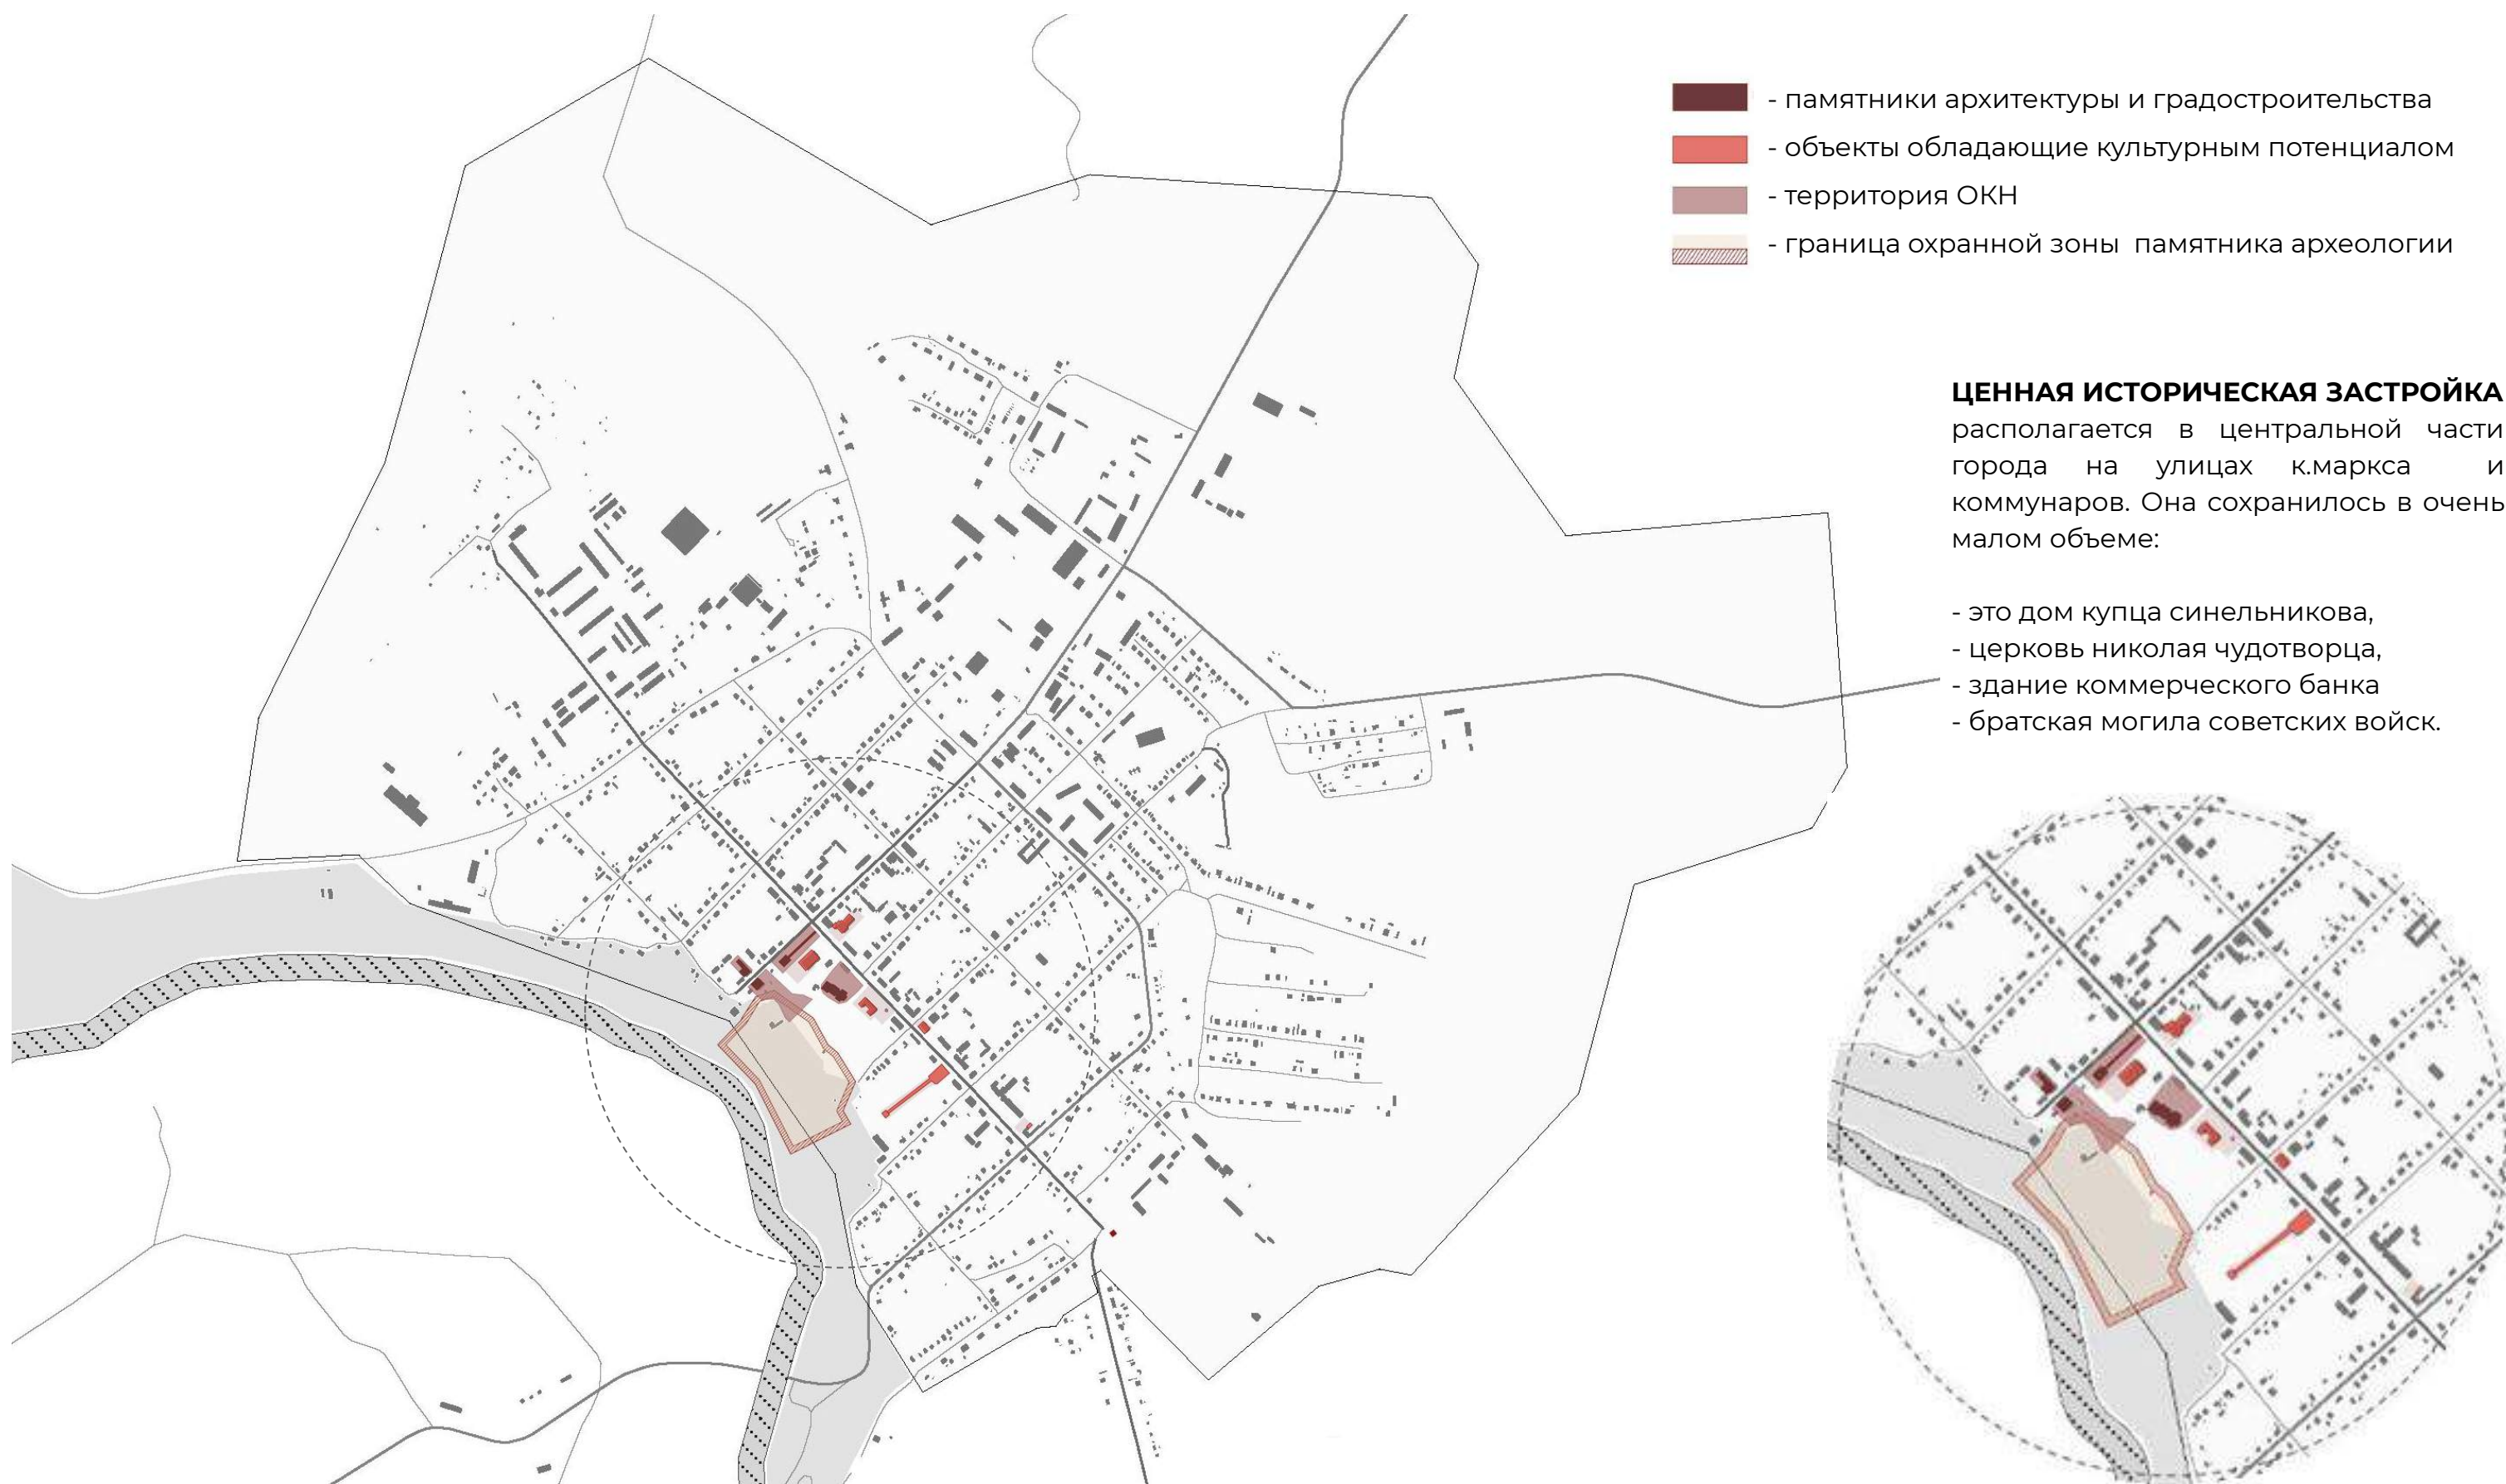 - памятники архитектуры и градостроительства
- объекты обладающие культурным потенциалом
- территория ОКН
- граница охранной зоны памятника археологии
ЦЕННАЯ ИСТОРИЧЕСКАЯ ЗАСТРОЙКА
располагается в центральной части
города на улицах к.маркса и
коммунаров. Она сохранилось в очень
малом объеме:
- это дом купца синельникова,
- церковь николая чудотворца,
- здание коммерческого банка
- братская могила советских войск.